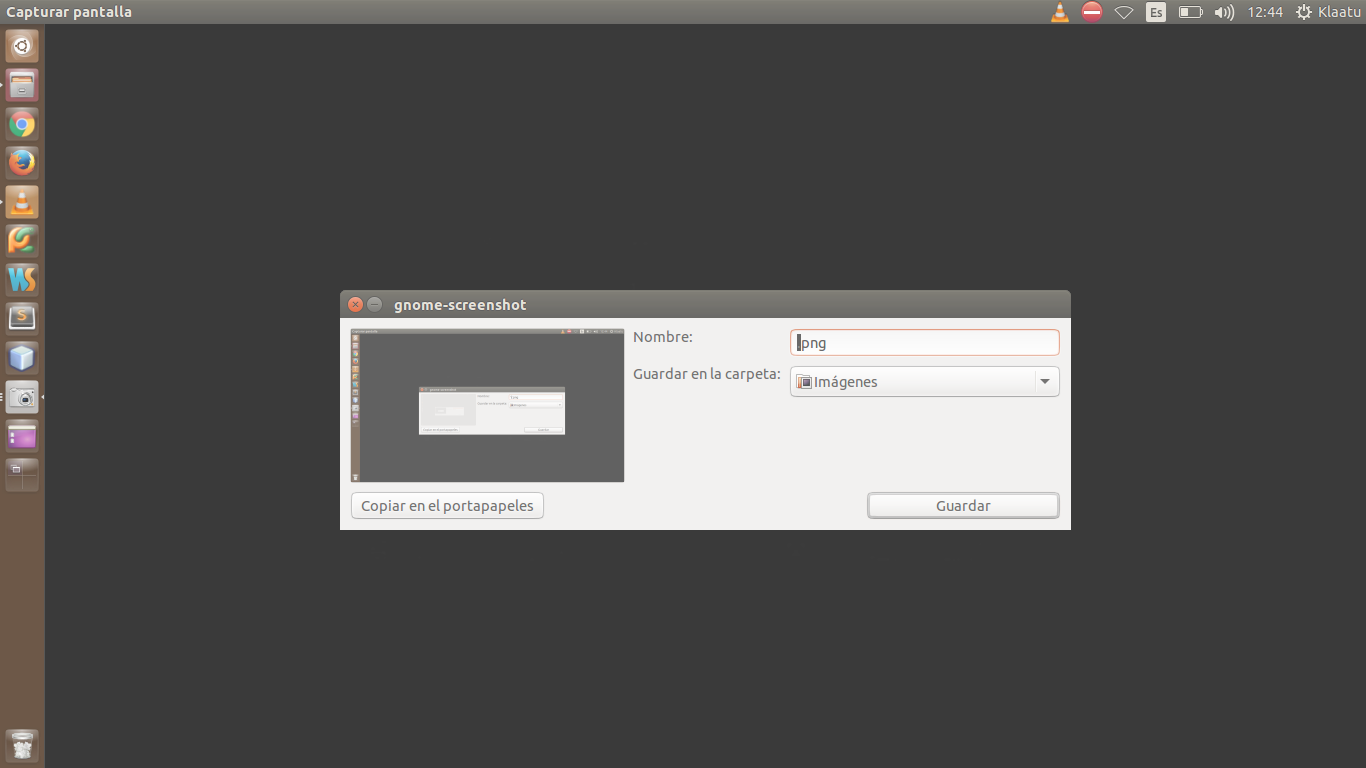 Capturar pantalla
Es
12:44
Klaatu
gnome-screenshot
Nombre:
.png
Guardar en la carpeta:
Imágenes
Copiar en el portapapeles
Guardar